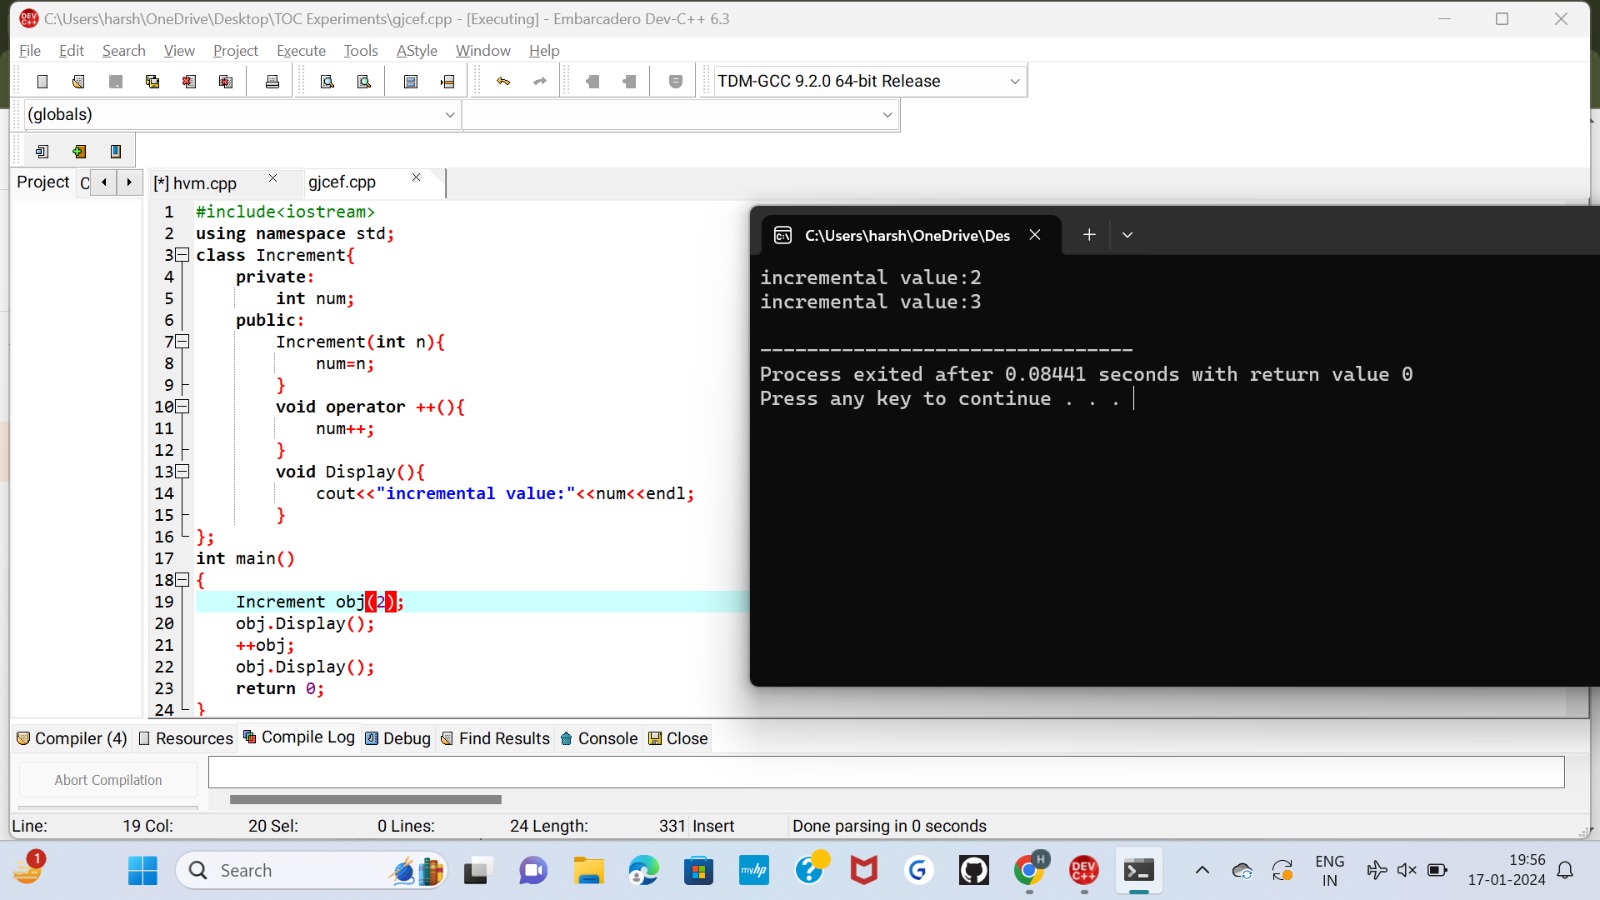 C:\Users\harsh\OneDrive\Desktop\TOC Experiments\gjcef.cpp - [Executing] - Embarcadero Dev-C++ 6.3
File Edit Search View Project Execute Tools AStyle Window Help
TDM-GCC 9.2.0 64-bit Release
(globals)
Project
[*] hvm.cpp
gjcef.cpp
1 #include<iostream>
2 using namespace std;
3 class Increment{
4 private:
5 int num;
6 public:
7 Increment(int n){
8 num=n;
9 }
10 void operator ++(){
11 num++;
12 }
13 void Display(){
14 cout<<"incremental value:"<<num<<endl;
15 }
16 };
17 int main()
18 {
19 Increment obj(2);
20 obj.Display();
21 ++obj;
22 obj.Display();
23 return 0;
24 }
C:\Users\harsh\OneDrive\Des
incremental value:2
incremental value:3
--------------------------------
Process exited after 0.08441 seconds with return value 0
Press any key to continue . . .
Compiler (4) Resources Compile Log Debug Find Results Console Close
Abort Compilation
Line: 19 Col: 20 Sel: 0 Lines: 24 Length: 331 Insert Done parsing in 0 seconds
1
Search
myhp
G
H
DEV C++
ENG
IN
19:56
17-01-2024